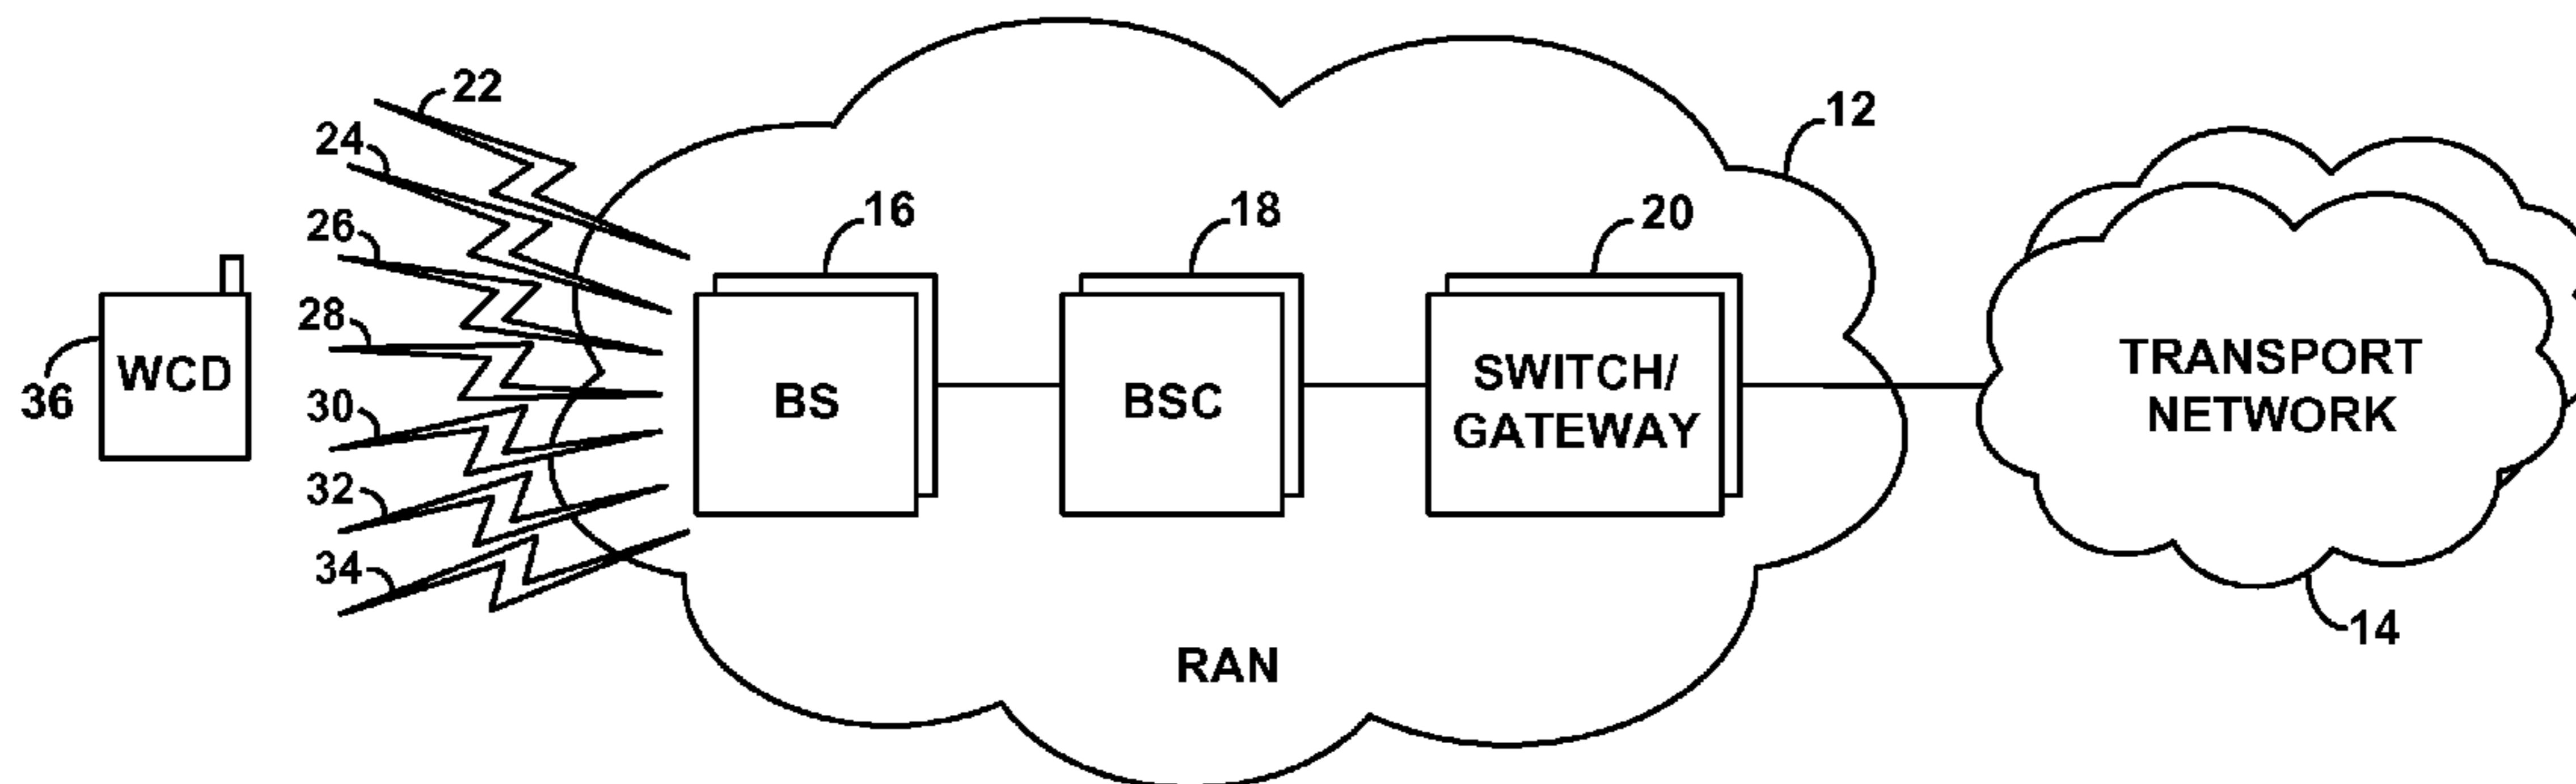 22
24
12
26
16
18
20
28
WCD
36
BS
BSC
SWITCH/
GATEWAY
TRANSPORT
NETWORK
30
32
34
RAN
14